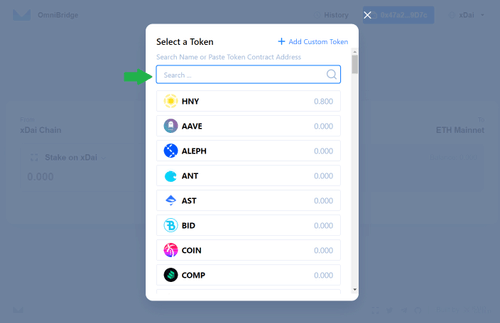 OmniBridge
History
xDai
Select a Token
+ Add Custom Token
Search Name or Paste Token Contract Address
Search ...
HNY 0.800
AAVE 0.000
ALEPH 0.000
ANT 0.000
AST 0.000
BID 0.000
COIN 0.000
COMP 0.000
xDai Chain
ETH Mainnet
Stake on xDai
0.000